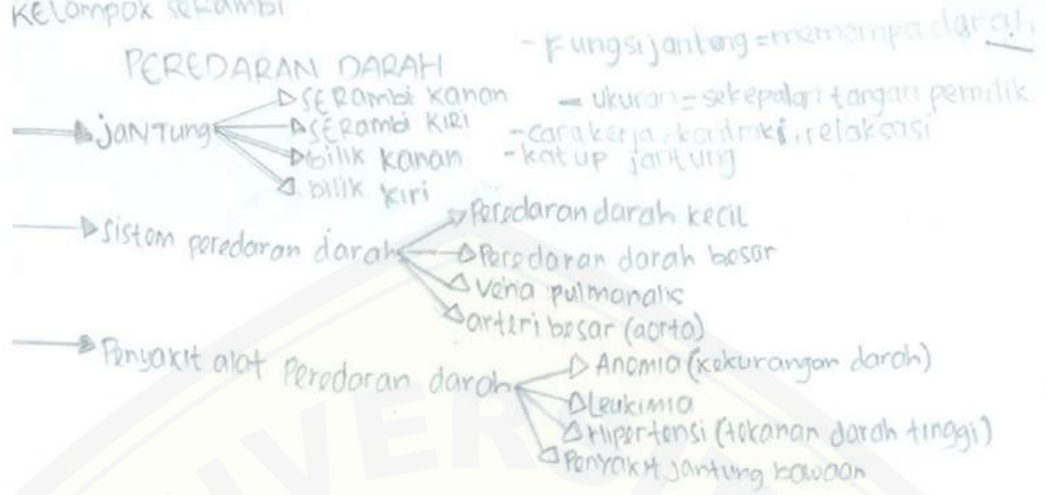 Kelompok serambi
PEREDARAN DARAH
- Fungsi jantung = memompa darah
- ukuran = sekepalan tangan pemilik
- cara kerja, kontriksi, relaksasi
- katup jantung
jANTung
SERambi kanan
SERambi KIRI
bilik kanan
bilik kiri
sistem peredaran darah
Peredaran darah kecil
Peredaran darah besar
vena pulmonalis
arteri besar (aorta)
Penyakit alat Peredaran darah
Anemia (kekurangan darah)
Leukimia
Hipertensi (tekanan darah tinggi)
Penyakit jantung bawaan
VER